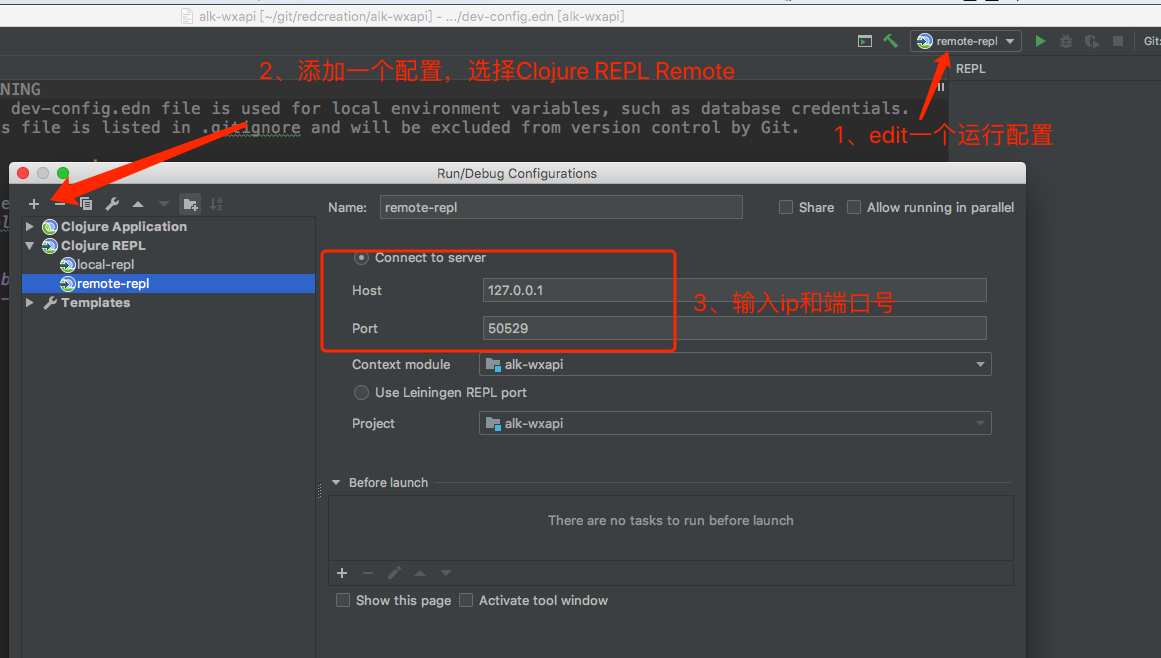 alk-wxapi [~/git/redcreation/alk-wxapi] - .../dev-config.edn [alk-wxapi]
remote-repl
Git:
2、添加一个配置，选择Clojure REPL Remote
REPL
NING
dev-config.edn file is used for local environment variables, such as database credentials.
s file is listed in .gitignore and will be excluded from version control by Git.
1、edit一个运行配置
Run/Debug Configurations
Name: remote-repl
Share
Allow running in parallel
Clojure Application
Clojure REPL
local-repl
remote-repl
Templates
Connect to server
Host 127.0.0.1
3、输入ip和端口号
Port 50529
Context module alk-wxapi
Use Leiningen REPL port
Project alk-wxapi
Before launch
There are no tasks to run before launch
Show this page
Activate tool window